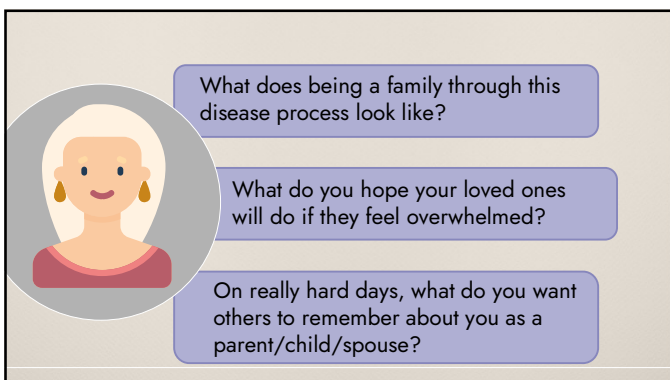 What does being a family through this
disease process look like?
What do you hope your loved ones
will do if they feel overwhelmed?
On really hard days, what do you want
others to remember about you as a
parent/child/spouse?